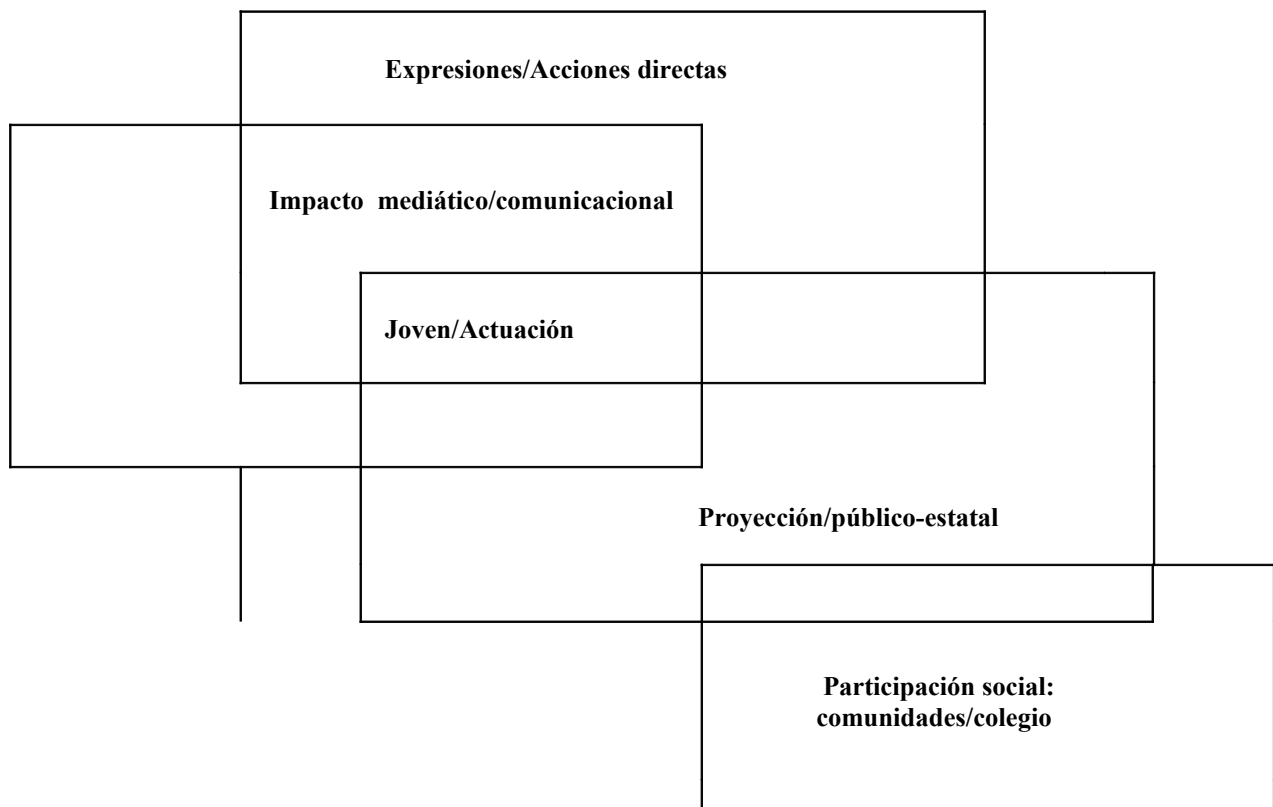 Expresiones/Acciones directas
Impacto mediático/comunicacional
Joven/Actuación
Proyección/público-estatal
Participación social:
comunidades/colegio